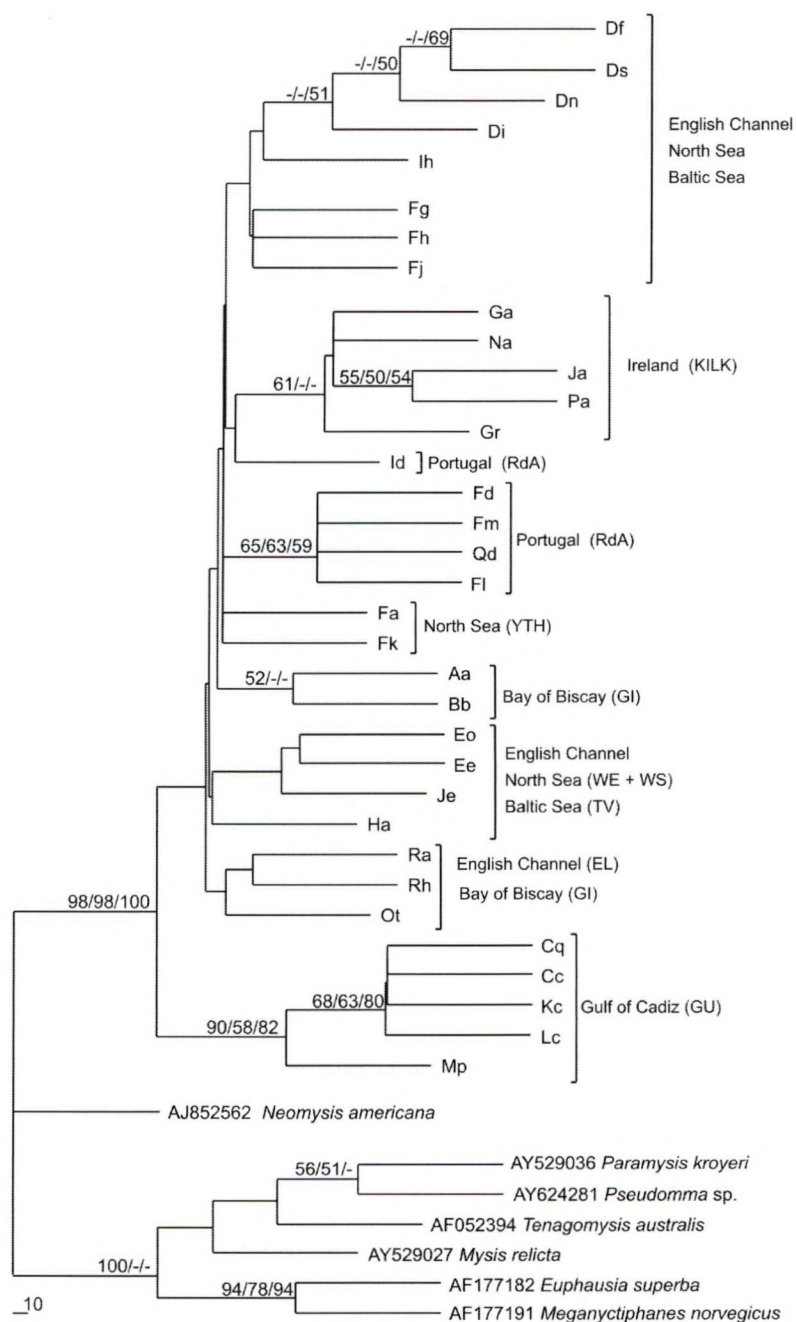 -/-/69
Df
-/-/50
Ds
-/-/51
Dn
Di
Ih
English Channel
North Sea
Baltic Sea
Fg
Fh
Fj
Ga
Na
55/50/54
Ja
61/-/-
Pa
Gr
Ireland (KILK)
Id
Portugal (RdA)
Fd
Fm
65/63/59
Qd
Fl
Portugal (RdA)
Fa
Fk
North Sea (YTH)
52/-/-
Aa
Bb
Bay of Biscay (GI)
Eo
Ee
Je
Ha
English Channel
North Sea (WE + WS)
Baltic Sea (TV)
Ra
Rh
Ot
English Channel (EL)
Bay of Biscay (GI)
98/98/100
Cq
Cc
68/63/80
Kc
90/58/82
Lc
Mp
Gulf of Cadiz (GU)
AJ852562 Neomysis americana
56/51/-
AY529036 Paramysis kroyeri
AY624281 Pseudomma sp.
AF052394 Tenagomysis australis
AY529027 Mysis relicta
100/-/-
94/78/94
AF177182 Euphausia superba
AF177191 Meganyctiphanes norvegicus
10